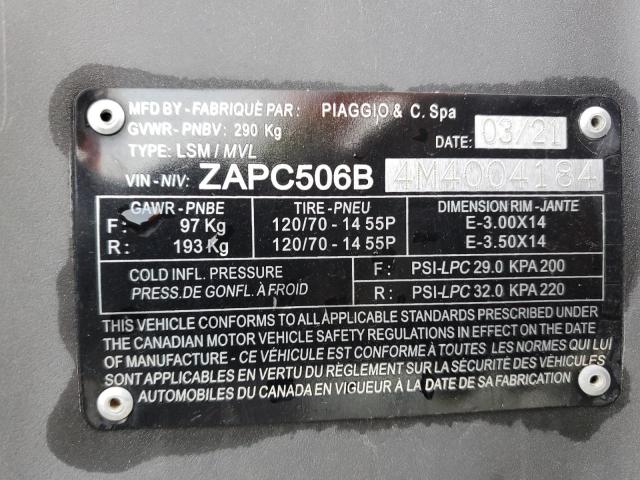 MFD BY - FABRIQUÉ PAR : PIAGGIO & C. Spa
GVWR - PNBV: 290 Kg DATE: 03/21
TYPE: LSM / MVL
VIN - N/V: ZAPC506B 4M4004184
GAWR - PNBE TIRE - PNEU DIMENSION RIM - JANTE
F : 97 Kg 120/70 - 14 55P E-3.00X14
R : 193 Kg 120/70 - 14 55P E-3.50X14
COLD INFL. PRESSURE F : PSI-LPC 29.0 KPA 200
PRESS.DE GONFL. À FROID R : PSI-LPC 32.0 KPA 220
THIS VEHICLE CONFORMS TO ALL APPLICABLE STANDARDS PRESCRIBED UNDER
THE CANADIAN MOTOR VEHICLE SAFETY REGULATIONS IN EFFECT ON THE DATE
OF MANUFACTURE - CE VÉHICULE EST CONFORME À TOUTES LES NORMES QUI LUI
SONT APPLICABLES EN VERTU DU RÈGLEMENT SUR LA SÉCURITÉ DES VÉHICULES
AUTOMOBILES DU CANADA EN VIGUEUR À LA DATE DE SA FABRICATION